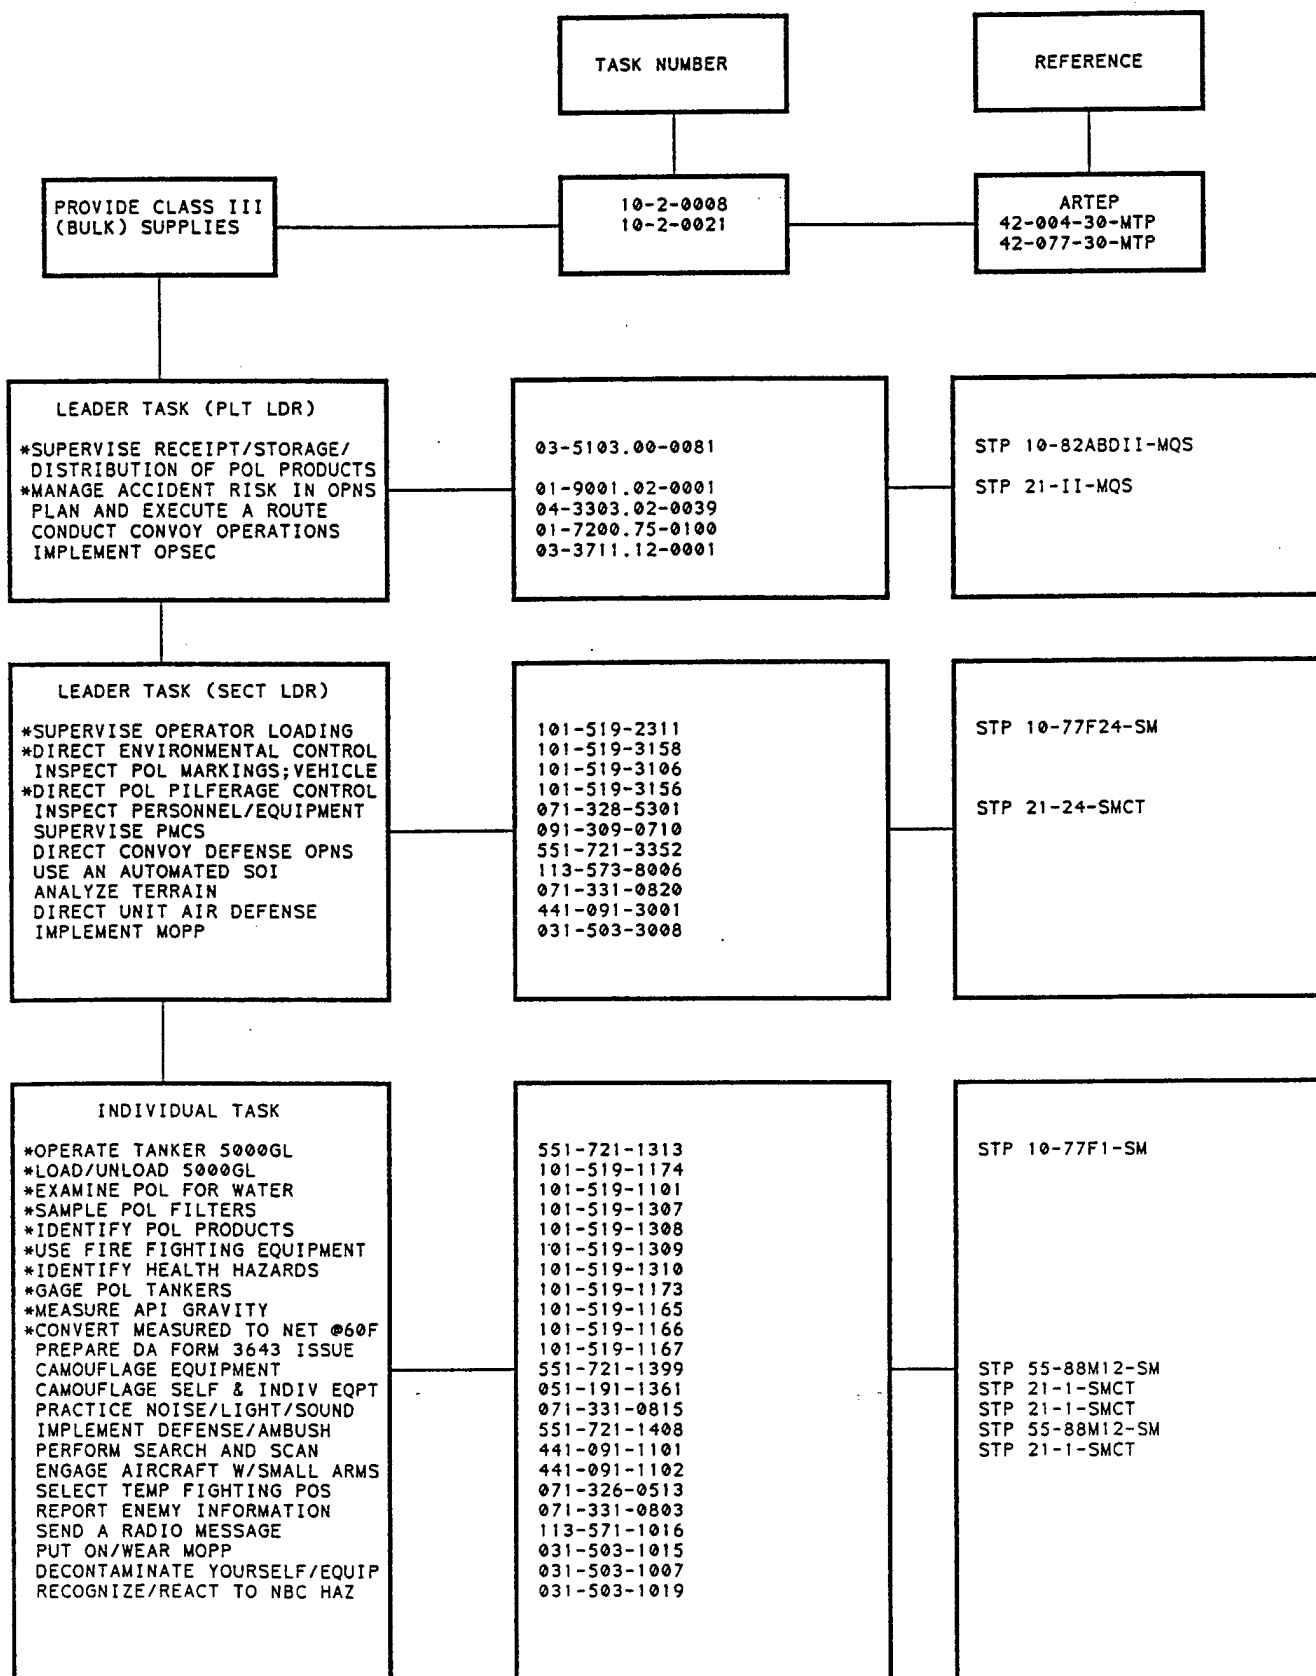 TASK NUMBER
REFERENCE
PROVIDE CLASS III
(BULK) SUPPLIES
10-2-0008
10-2-0021
ARTEP
42-004-30-MTP
42-077-30-MTP
LEADER TASK (PLT LDR)
*SUPERVISE RECEIPT/STORAGE/
DISTRIBUTION OF POL PRODUCTS
*MANAGE ACCIDENT RISK IN OPNS
PLAN AND EXECUTE A ROUTE
CONDUCT CONVOY OPERATIONS
IMPLEMENT OPSEC
03-5103.00-0081
01-9001.02-0001
04-3303.02-0039
01-7200.75-0100
03-3711.12-0001
STP 10-82ABDII-MQS
STP 21-II-MQS
LEADER TASK (SECT LDR)
*SUPERVISE OPERATOR LOADING
*DIRECT ENVIRONMENTAL CONTROL
INSPECT POL MARKINGS;VEHICLE
*DIRECT POL PILFERAGE CONTROL
INSPECT PERSONNEL/EQUIPMENT
SUPERVISE PMCS
DIRECT CONVOY DEFENSE OPNS
USE AN AUTOMATED SOI
ANALYZE TERRAIN
DIRECT UNIT AIR DEFENSE
IMPLEMENT MOPP
101-519-2311
101-519-3158
101-519-3106
101-519-3156
071-328-5301
091-309-0710
551-721-3352
113-573-8006
071-331-0820
441-091-3001
031-503-3008
STP 10-77F24-SM
STP 21-24-SMCT
INDIVIDUAL TASK
*OPERATE TANKER 5000GL
*LOAD/UNLOAD 5000GL
*EXAMINE POL FOR WATER
*SAMPLE POL FILTERS
*IDENTIFY POL PRODUCTS
*USE FIRE FIGHTING EQUIPMENT
*IDENTIFY HEALTH HAZARDS
*GAGE POL TANKERS
*MEASURE API GRAVITY
*CONVERT MEASURED TO NET @60F
PREPARE DA FORM 3643 ISSUE
CAMOUFLAGE EQUIPMENT
CAMOUFLAGE SELF & INDIV EQPT
PRACTICE NOISE/LIGHT/SOUND
IMPLEMENT DEFENSE/AMBUSH
PERFORM SEARCH AND SCAN
ENGAGE AIRCRAFT W/SMALL ARMS
SELECT TEMP FIGHTING POS
REPORT ENEMY INFORMATION
SEND A RADIO MESSAGE
PUT ON/WEAR MOPP
DECONTAMINATE YOURSELF/EQUIP
RECOGNIZE/REACT TO NBC HAZ
551-721-1313
101-519-1174
101-519-1101
101-519-1307
101-519-1308
101-519-1309
101-519-1310
101-519-1173
101-519-1165
101-519-1166
101-519-1167
551-721-1399
051-191-1361
071-331-0815
551-721-1408
441-091-1101
441-091-1102
071-326-0513
071-331-0803
113-571-1016
031-503-1015
031-503-1007
031-503-1019
STP 10-77F1-SM
STP 55-88M12-SM
STP 21-1-SMCT
STP 21-1-SMCT
STP 55-88M12-SM
STP 21-1-SMCT